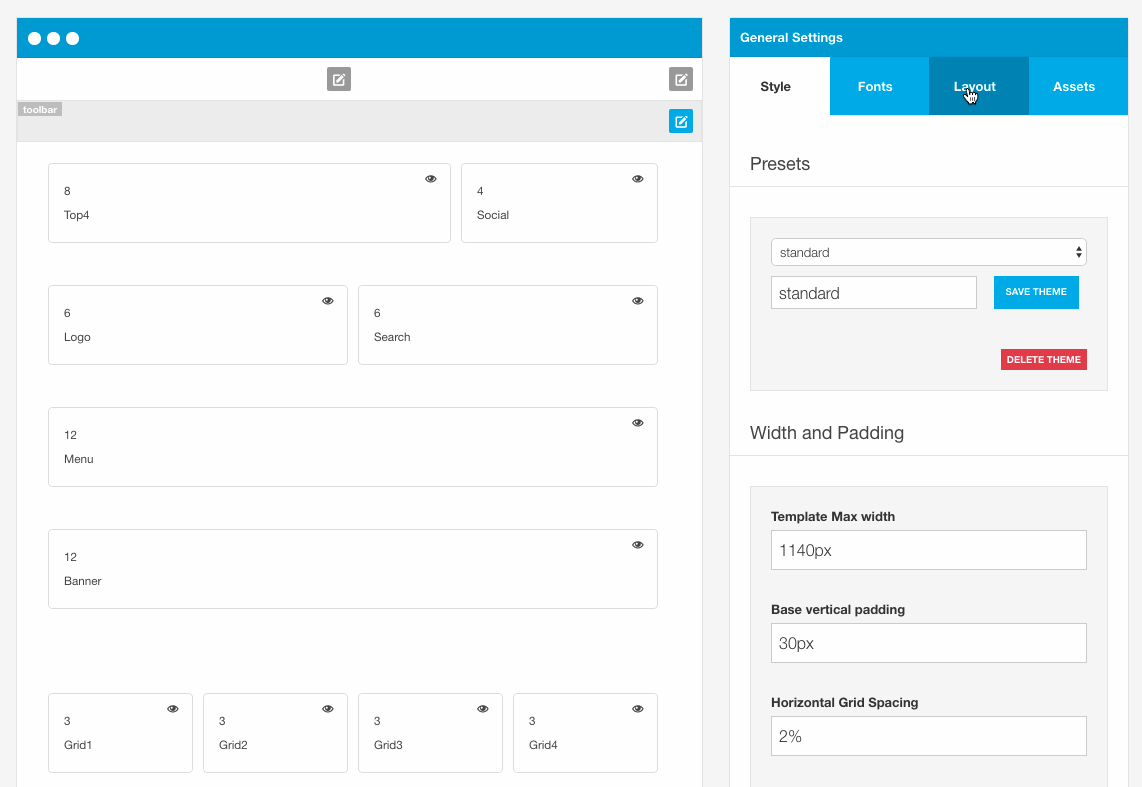 toolbar
8
Top4
4
Social
6
Logo
6
Search
12
Menu
12
Banner
3
Grid1
3
Grid2
3
Grid3
3
Grid4
General Settings
Style Fonts Layout Assets
Presets
standard
standard SAVE THEME
DELETE THEME
Width and Padding
Template Max width
1140px
Base vertical padding
30px
Horizontal Grid Spacing
2%